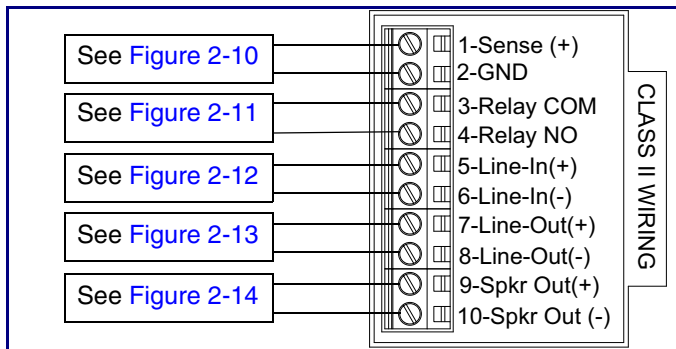 See Figure 2-10
See Figure 2-11
See Figure 2-12
See Figure 2-13
See Figure 2-14
1-Sense (+)
2-GND
3-Relay COM
4-Relay NO
5-Line-In(+)
6-Line-In(-)
7-Line-Out(+)
8-Line-Out(-)
9-Spkr Out(+)
10-Spkr Out (-)
CLASS II WIRING